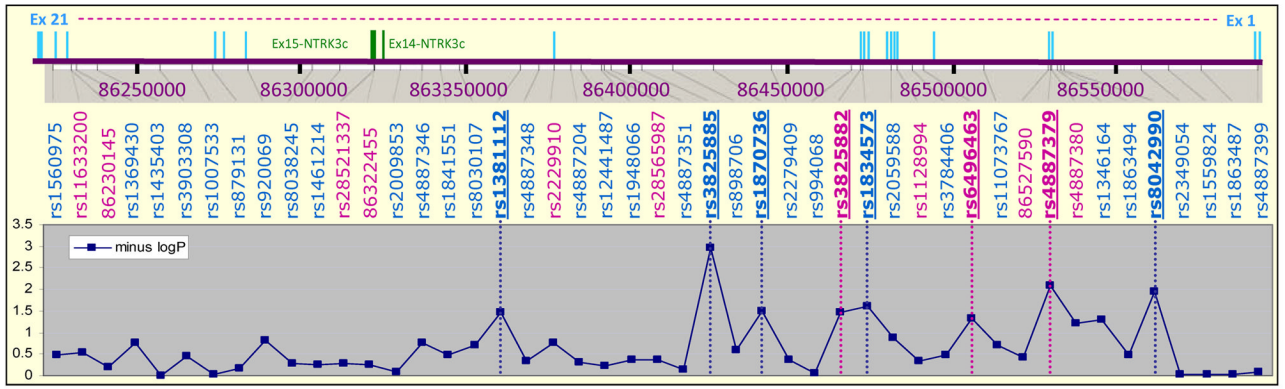 Ex 21 Ex 1
Ex15-NTRK3c Ex14-NTRK3c
86250000 86300000 86350000 86400000 86450000 86500000 86550000
rs1560975
rs11633200
86230145
rs1369430
rs1435403
rs3903308
rs1007533
rs879131
rs920069
rs8038245
rs1461214
rs28521337
86322455
rs2009853
rs4887346
rs1841551
rs8030107
rs1381112
rs4887348
rs2229910
rs4887204
rs12441487
rs1948066
rs28565987
rs4887351
rs3825885
rs898706
rs1870736
rs2279409
rs994068
rs3825882
rs1834573
rs2059588
rs1128994
rs3784406
rs6496463
rs11073767
86527590
rs4887379
rs4887380
rs1346164
rs1863494
rs8042990
rs2349054
rs1559824
rs1863487
rs4887399
3.5
3
minus logP
2.5
2
1.5
1
0.5
0